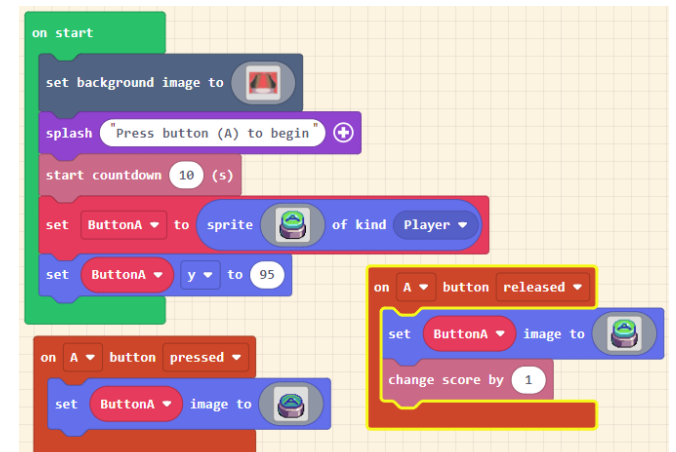 on start
set background image to
splash "Press button (A) to begin"
start countdown 10 (s)
set ButtonA to sprite of kind Player
set ButtonA y to 95
on A button pressed
set ButtonA image to
on A button released
set ButtonA image to
change score by 1